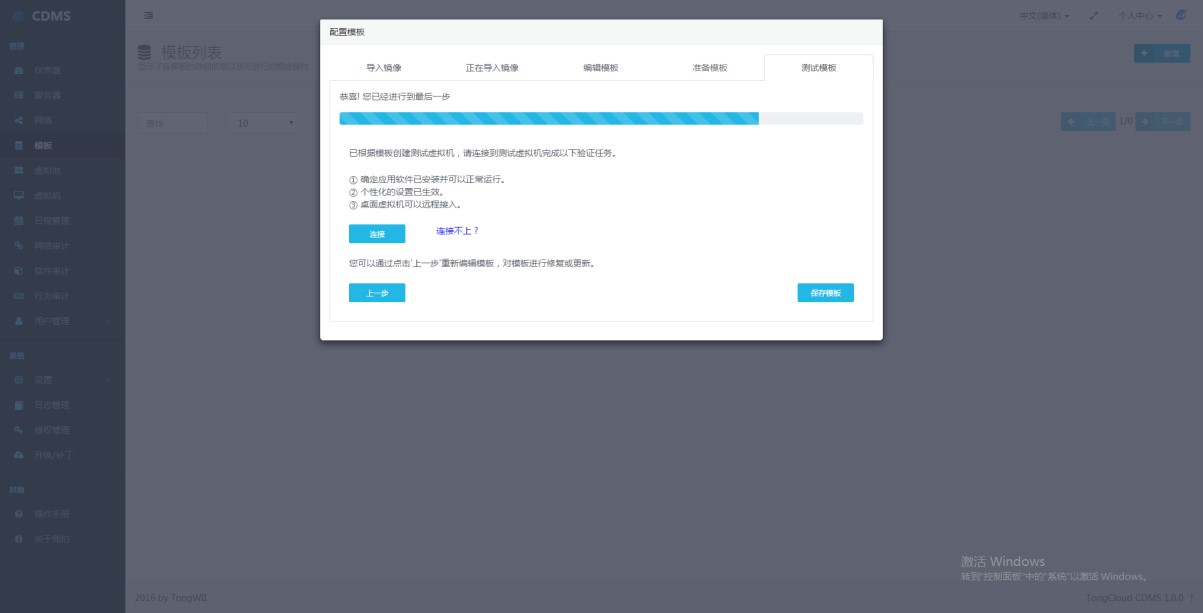 CDMS
中文(简体)
个人中心
管理
仪表盘
服务器
网络
模板
虚拟池
虚拟机
日程管理
网络审计
软件审计
行为审计
用户管理
系统
设置
日志管理
授权管理
升级/补丁
帮助
操作手册
关于我们
模板列表
查找
10
上一页
1/0
下一页
配置模板
导入镜像
正在导入镜像
编辑模板
准备模板
测试模板
恭喜! 您已经进行到最后一步
已根据模板创建测试虚拟机，请连接到测试虚拟机完成以下验证任务。
① 确定应用软件已安装并可以正常运行。
② 个性化的设置已生效。
③ 桌面虚拟机可以远程接入。
连接
连接不上？
您可以通过点击'上一步'重新编辑模板，对模板进行修复或更新。
上一步
保存模板
激活 Windows
转到"控制面板"中的"系统"以激活 Windows。
2016 by TongWIL
TongCloud CDMS 1.0.0